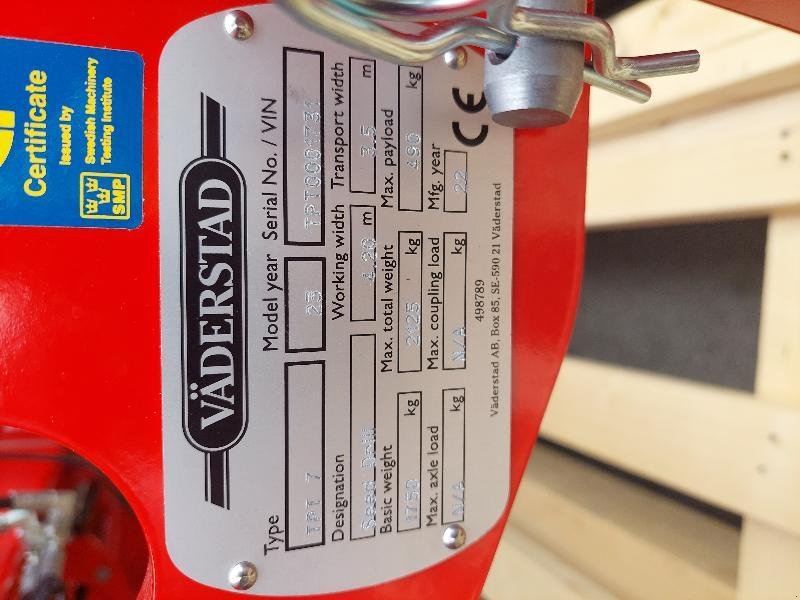 Certificate
issued by
Swedish Machinery
Testing Institute
SMP
VÄDERSTAD
Type Model year Serial No. / VIN
TPT 7 23 TPT0001731
Designation Working width Transport width
Seed Drill 4.20 m 3.5 m
Basic weight Max. total weight Max. payload
1750 kg 2125 kg 490 kg
Max. axle load Max. coupling load Mfg. year
N/A kg N/A kg 22
CE
498789
Väderstad AB, Box 85, SE-590 21 Väderstad